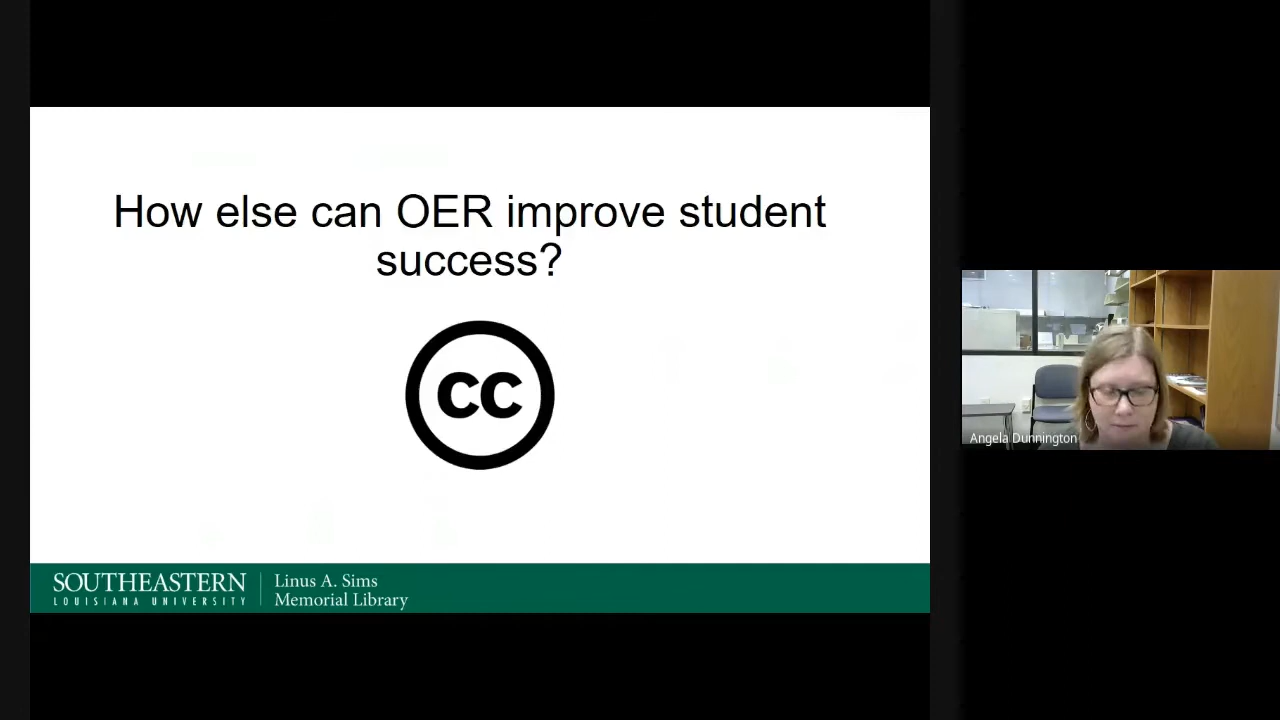 How else can OER improve student
success?
CC
SOUTHEASTERN
LOUISIANA UNIVERSITY
Linus A. Sims
Memorial Library
Angela Dunnington